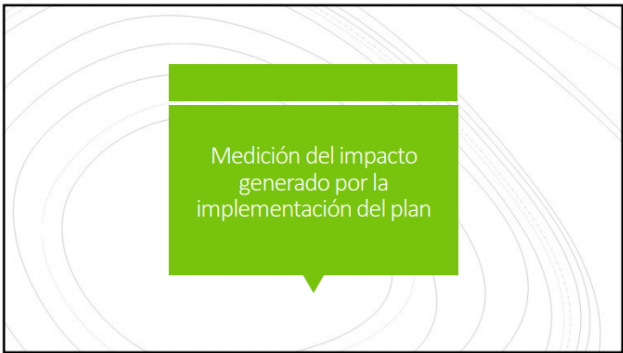 Medición del impacto
generado por la
implementación del plan